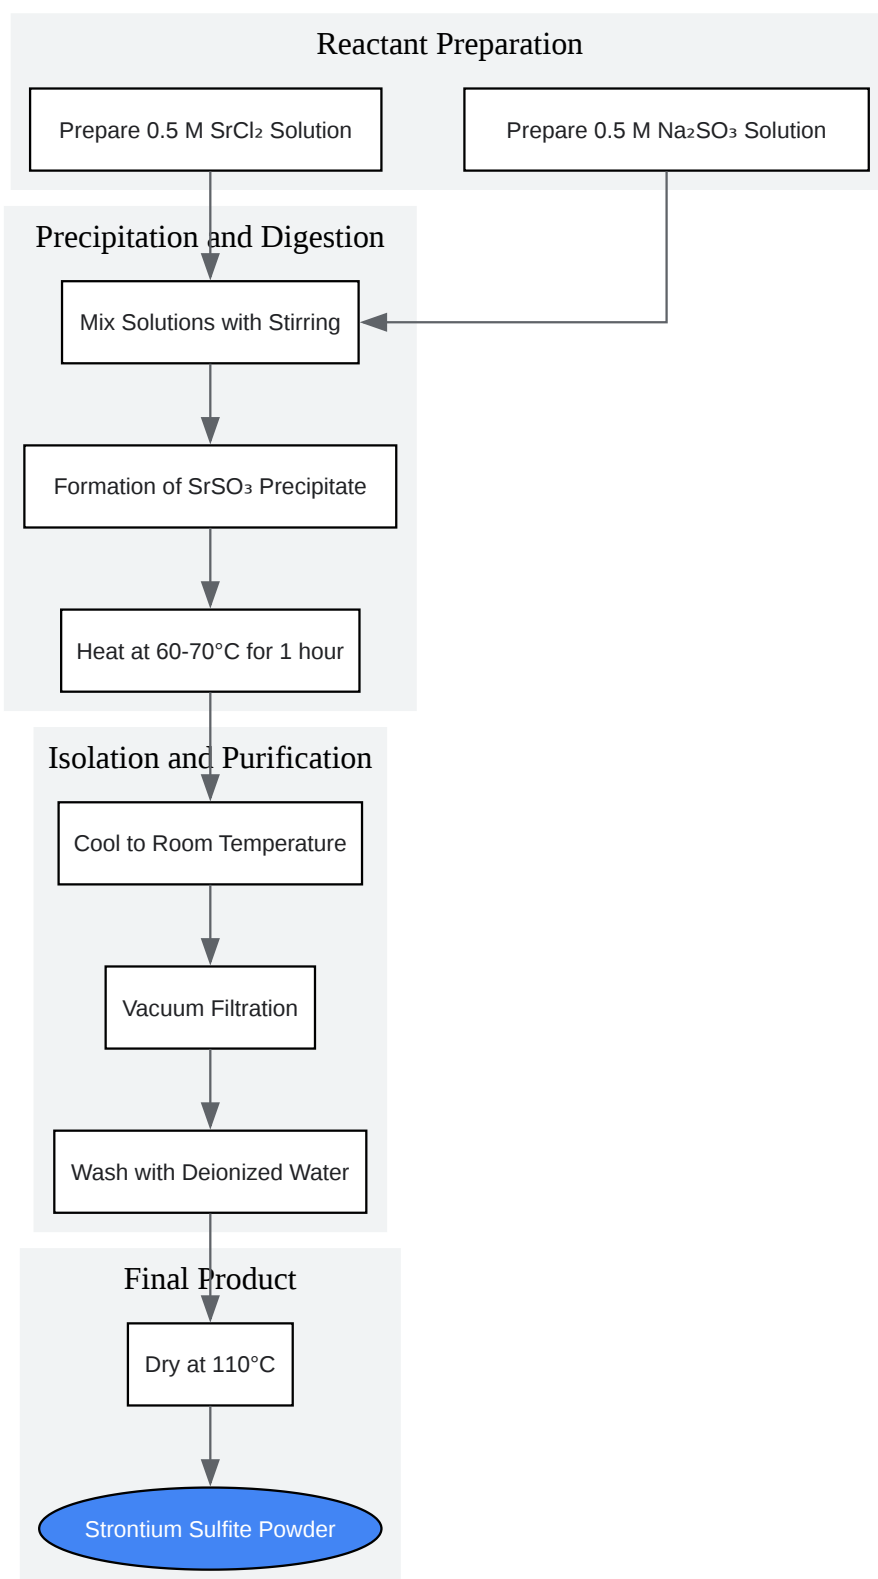 Reactant Preparation
Prepare 0.5 M SrCl₂ Solution
Prepare 0.5 M Na₂SO₃ Solution
Precipitation and Digestion
Mix Solutions with Stirring
Formation of SrSO₃ Precipitate
Heat at 60-70°C for 1 hour
Isolation and Purification
Cool to Room Temperature
Vacuum Filtration
Wash with Deionized Water
Final Product
Dry at 110°C
Strontium Sulfite Powder